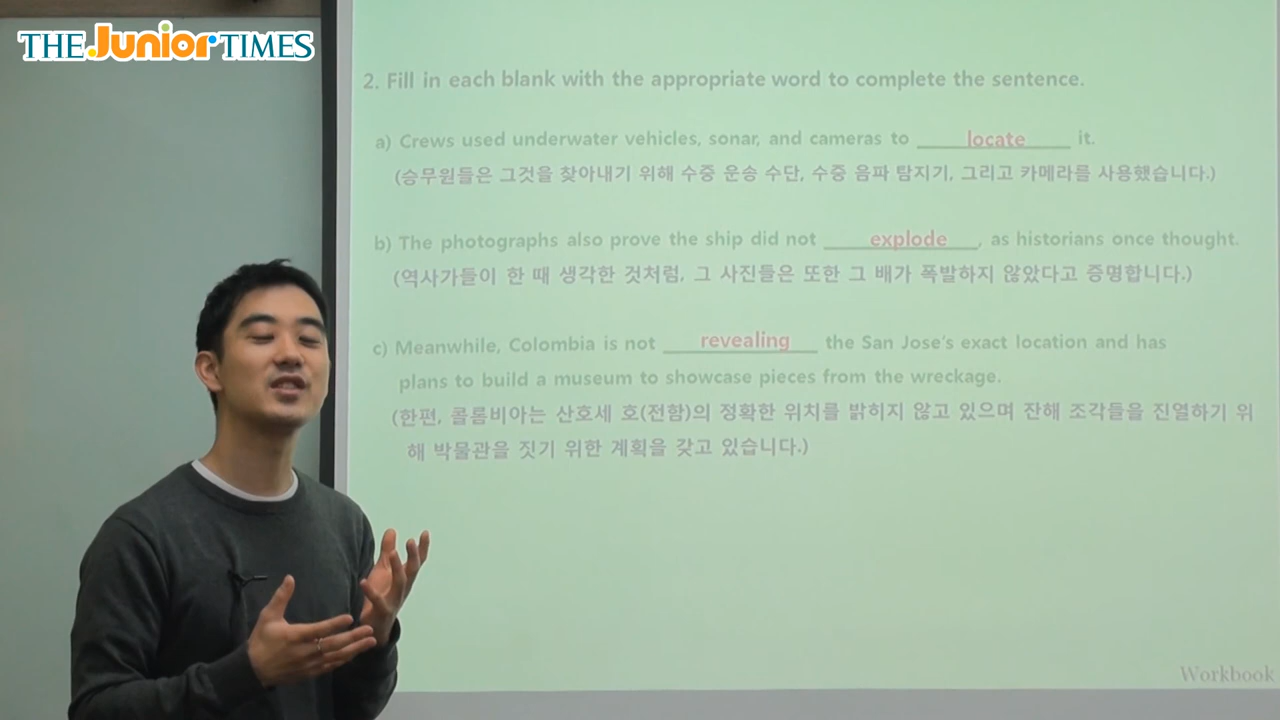 THE Junior TIMES
2. Fill in each blank with the appropriate word to complete the sentence.
a) Crews used underwater vehicles, sonar, and cameras to locate it.
(승무원들은 그것을 찾아내기 위해 수중 운송 수단, 수중 음파 탐지기, 그리고 카메라를 사용했습니다.)
b) The photographs also prove the ship did not explode, as historians once thought.
(역사가들이 한 때 생각한 것처럼, 그 사진들은 또한 그 배가 폭발하지 않았다고 증명합니다.)
c) Meanwhile, Colombia is not revealing the San Jose's exact location and has
plans to build a museum to showcase pieces from the wreckage.
(한편, 콜롬비아는 산호세 호(전함)의 정확한 위치를 밝히지 않고 있으며 잔해 조각들을 진열하기 위
해 박물관을 짓기 위한 계획을 갖고 있습니다.)
Workbook